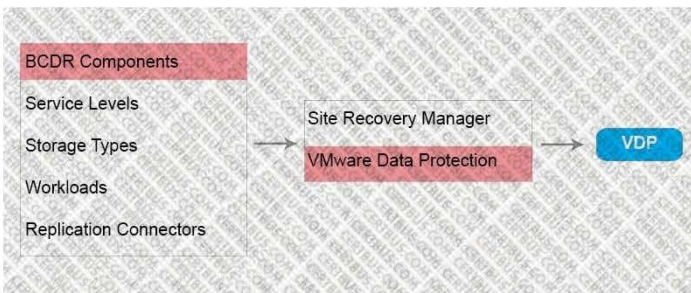 BCDR Components
Service Levels
Storage Types
Workloads
Replication Connectors
Site Recovery Manager
VMware Data Protection
VDP